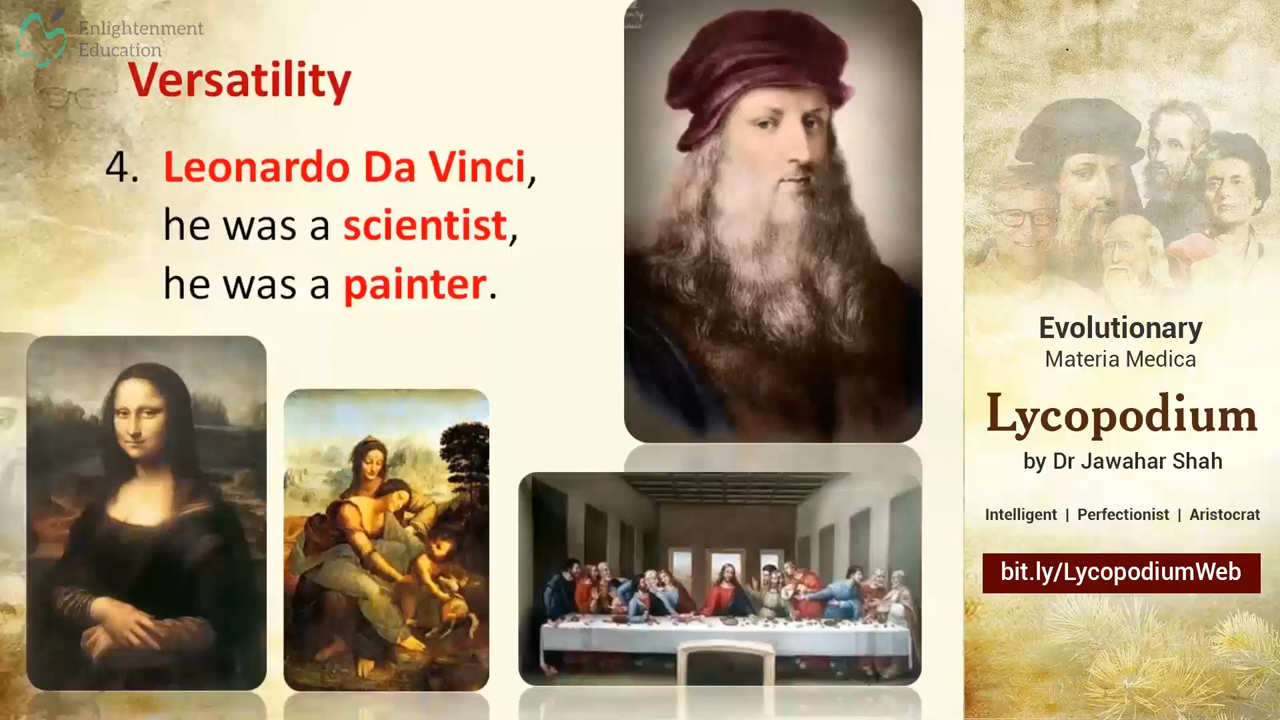 Enlightenment
Education
Versatility
4. Leonardo Da Vinci,
he was a scientist,
he was a painter.
Evolutionary
Materia Medica
Lycopodium
by Dr Jawahar Shah
Intelligent | Perfectionist | Aristocrat
bit.ly/LycopodiumWeb